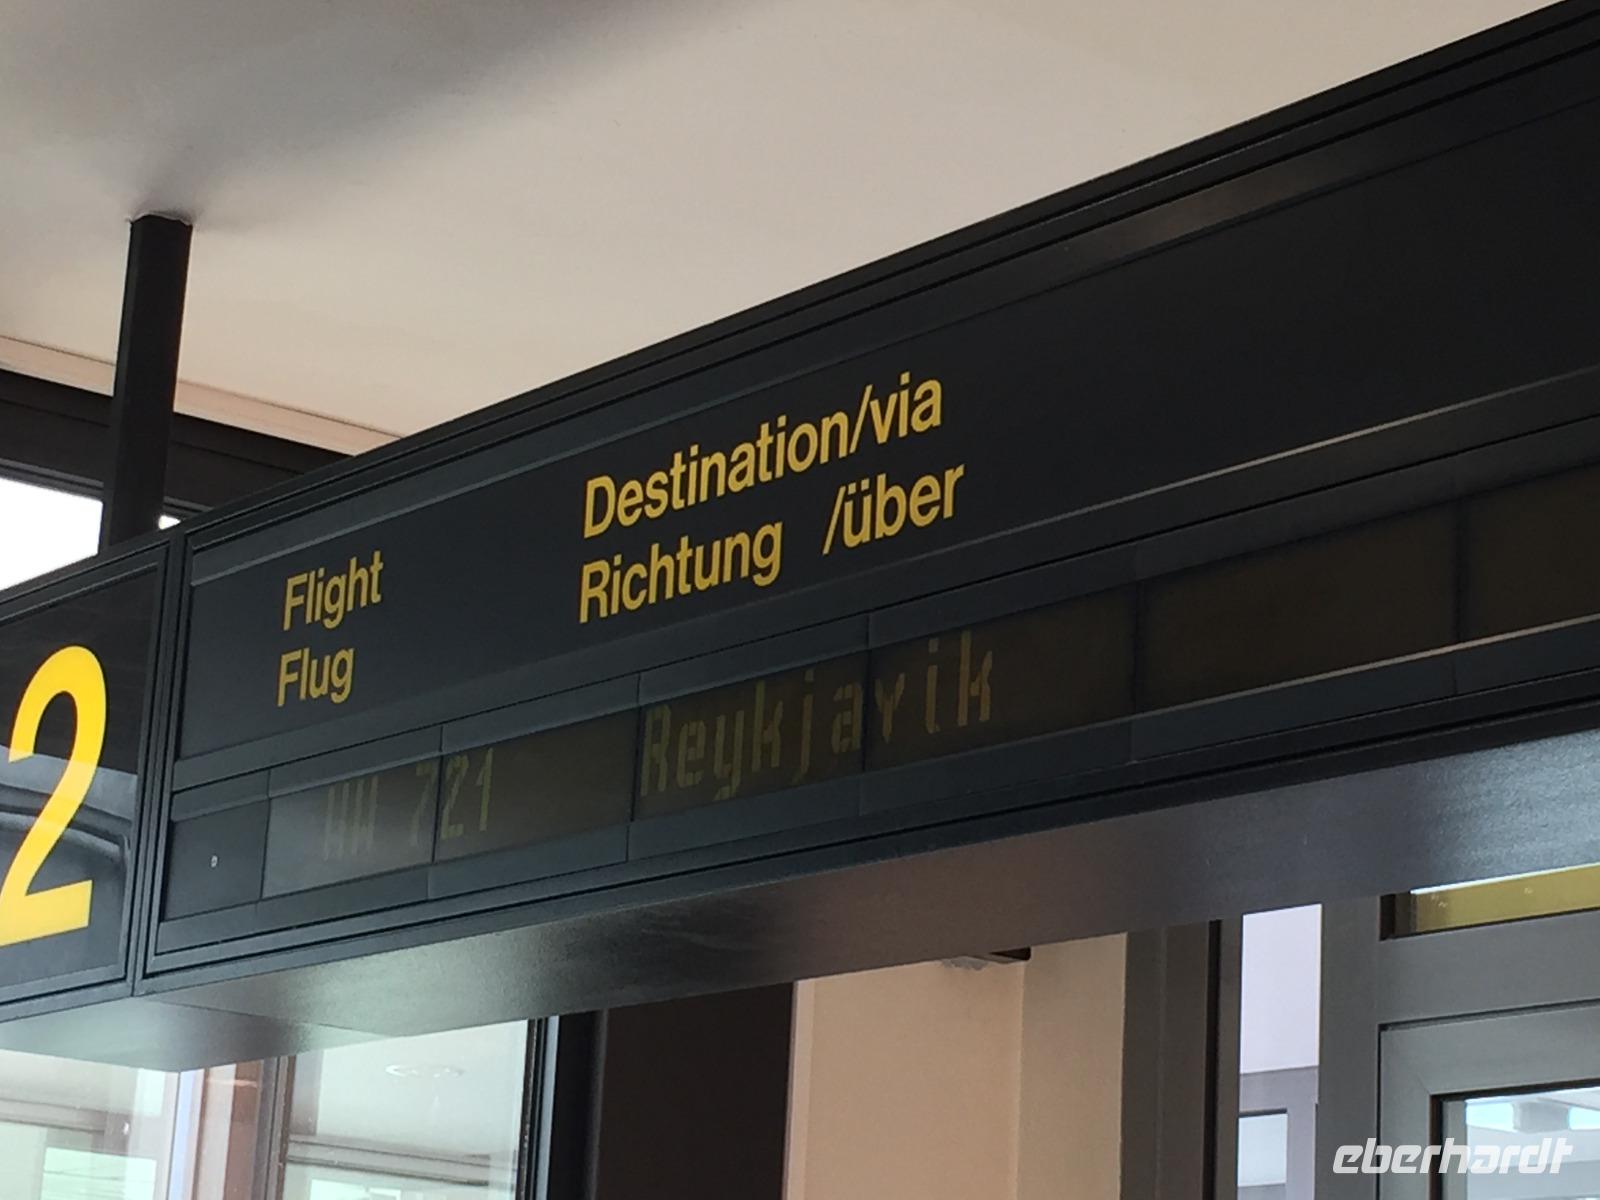 Flight
Flug
Destination/via
Richtung /über
2
WW 721 Reykjavik
eberhardt